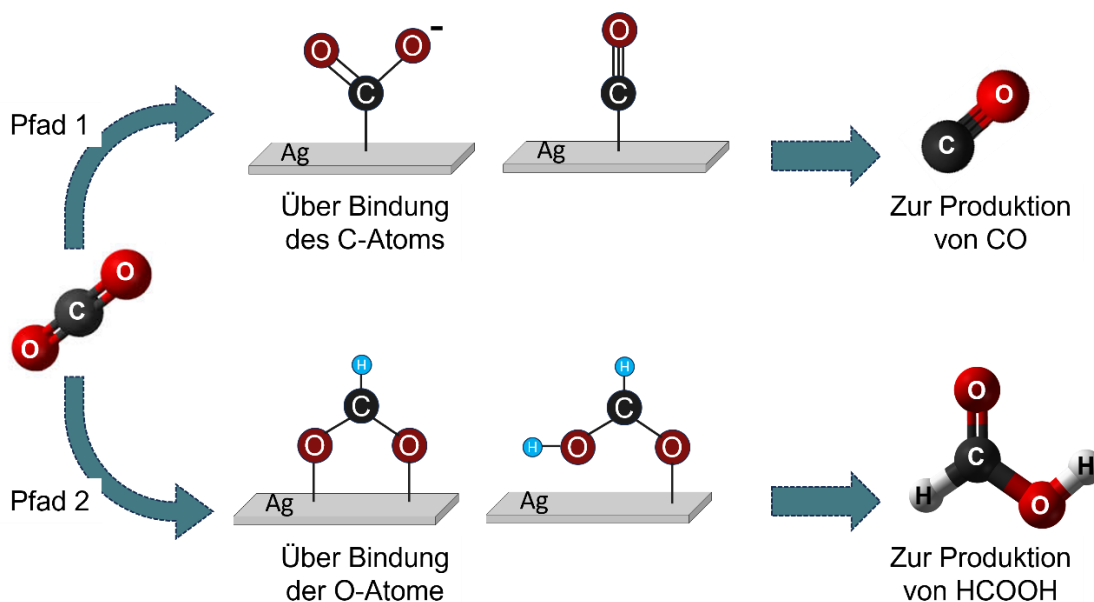 O
O
-
C
Ag
O
C
Ag
Pfad 1
C
O
Über Bindung
des C-Atoms
Zur Produktion
von CO
O
C
O
H
C
O
O
Ag
H
C
H
O
O
Ag
O
C
H
O
H
Pfad 2
Über Bindung
der O-Atome
Zur Produktion
von HCOOH